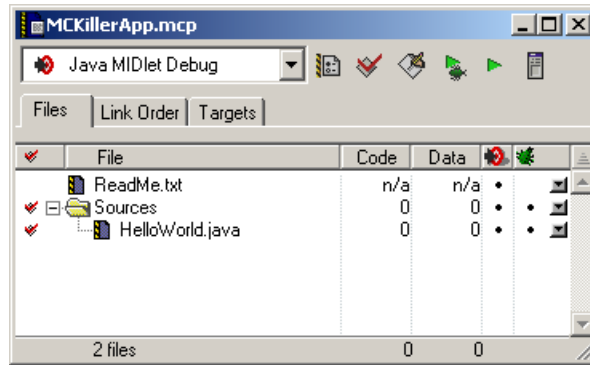 MCKillerApp.mcp
Java MIDlet Debug
Files Link Order Targets
File Code Data
ReadMe.txt n/a n/a
Sources 0 0
HelloWorld.java 0 0
2 files 0 0